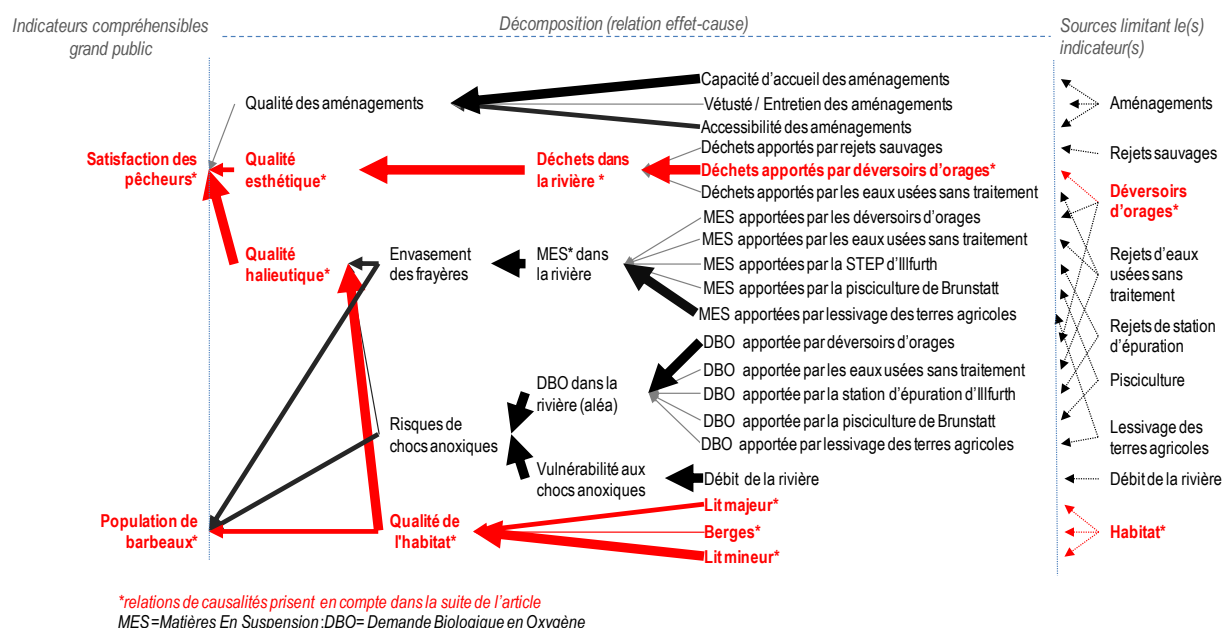 Indicateurs compréhensibles
grand public
Décomposition (relation effet-cause)
Sources limitant le(s)
indicateur(s)
Qualité des aménagements
Capacité d'accueil des aménagements
Vétusté / Entretien des aménagements
Accessibilité des aménagements
Aménagements
Satisfaction des
pêcheurs*
Qualité
esthétique*
Déchets dans
la rivière *
Déchets apportés par rejets sauvages
Déchets apportés par déversoirs d'orages*
Déchets apportés par les eaux usées sans traitement
Rejets sauvages
Déversoirs
d'orages*
Qualité
halieutique*
Envasement
des frayères
MES* dans
la rivière
MES apportées par les déversoirs d'orages
MES apportées par les eaux usées sans traitement
MES apportées par la STEP d'Illfurth
MES apportées par la pisciculture de Brunstatt
MES apportées par lessivage des terres agricoles
Rejets d'eaux
usées sans
traitement
Rejets de station
d'épuration
Risques de
chocs anoxiques
DBO dans la
rivière (aléa)
DBO apportée par déversoirs d'orages
DBO apportée par les eaux usées sans traitement
DBO apportée par la station d'épuration d'Illfurth
DBO apportée par la pisciculture de Brunstatt
DBO apportée par lessivage des terres agricoles
Pisciculture
Lessivage des
terres agricoles
Vulnérabilité aux
chocs anoxiques
Débit de la rivière
Débit de la rivière
Population de
barbeaux*
Qualité de
l'habitat*
Lit majeur*
Berges*
Lit mineur*
Habitat*
*relations de causalités prisent en compte dans la suite de l'article
MES=Matières En Suspension ;DBO= Demande Biologique en Oxygène